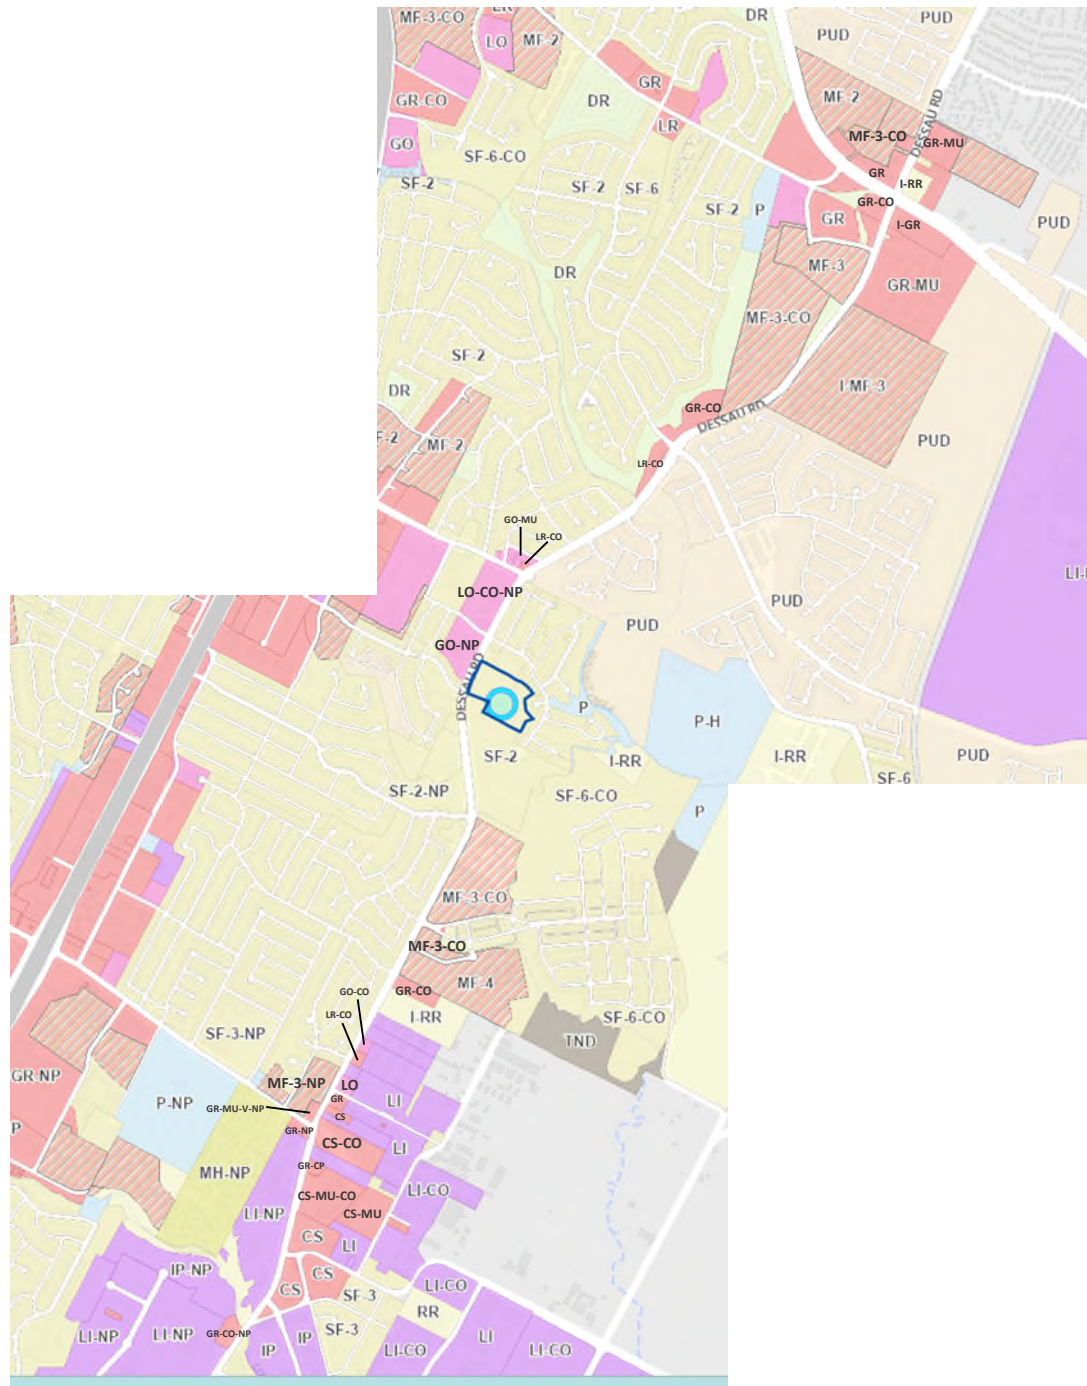 DR
PUD
PUD
MF-3-CO
LO
MF-2
GR
DR
MF-2
GR-CO
LR
MF-3-CO
DESSAU RD
GR-MU
GO
SF-6-CO
GR
I-RR
SF-2
SF-2
SF-6
SF-2
P
GR-CO
GR
I-GR
PUD
DR
MF-3
GR-MU
MF-3-CO
SF-2
DR
I-MF-3
GR-CO
DESSAU RD
PUD
F-2
MF-2
LR-CO
GO-MU
LR-CO
LI-
LO-CO-NP
PUD
PUD
GO-NP
DESSAU RD
P
P-H
SF-2
I-RR
I-RR
PUD
SF-6
SF-2-NP
SF-6-CO
P
MF-3-CO
MF-3-CO
MF-4
GR-CO
GO-CO
LR-CO
I-RR
SF-6-CO
SF-3-NP
TND
GR-NP
MF-3-NP
LO
P-NP
GR
LI
GR-MU-V-NP
CS
P
GR-NP
CS-CO
LI
GR-CP
MH-NP
CS-MU-CO
LI-CO
LI-NP
CS-MU
CS
LI
IP-NP
CS
CS
LI-CO
SF-3
RR
LI-NP
LI-NP
GR-CO-NP
IP
IP
SF-3
LI-CO
LI
LI-CO